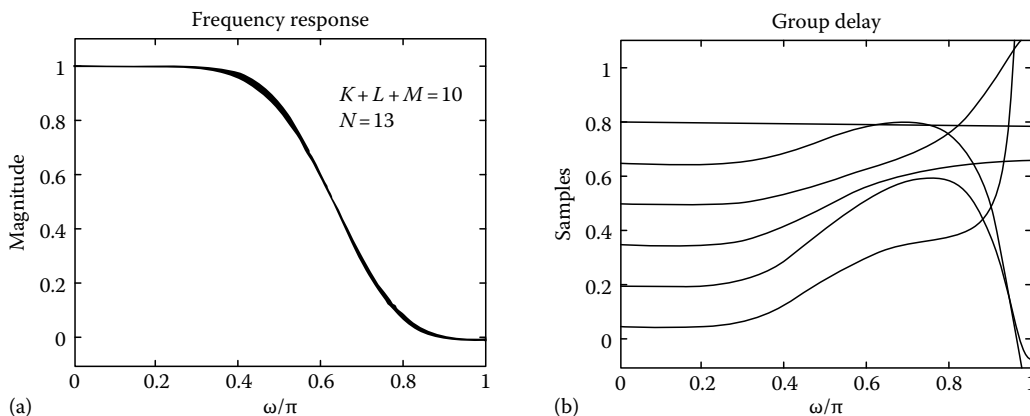 Frequency response
1
0.8
0.6
0.4
0.2
0
Magnitude
K + L + M = 10
N = 13
0 0.2 0.4 0.6 0.8 1
ω/π
(a)
Group delay
1
0.8
0.6
0.4
0.2
0
Samples
0 0.2 0.4 0.6 0.8 1
ω/π
(b)